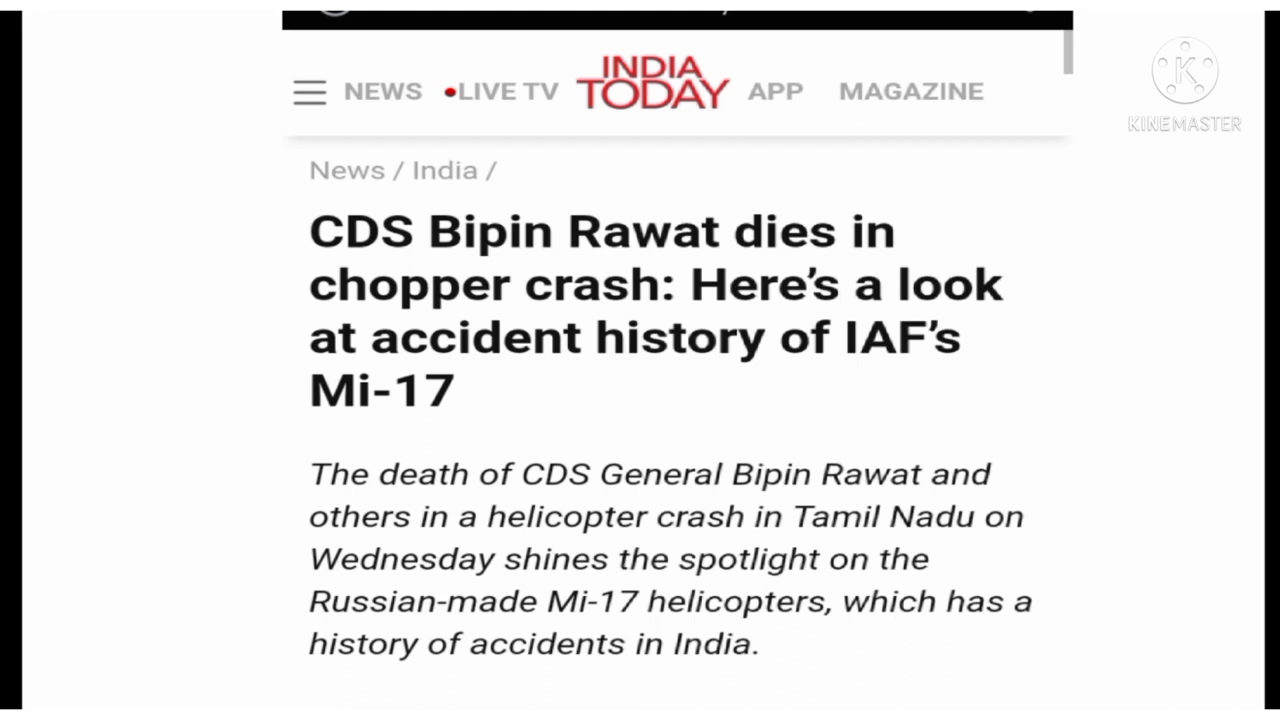 NEWS LIVE TV INDIA TODAY APP MAGAZINE
K
KINEMASTER
News / India /
CDS Bipin Rawat dies in
chopper crash: Here’s a look
at accident history of IAF’s
Mi-17
The death of CDS General Bipin Rawat and
others in a helicopter crash in Tamil Nadu on
Wednesday shines the spotlight on the
Russian-made Mi-17 helicopters, which has a
history of accidents in India.